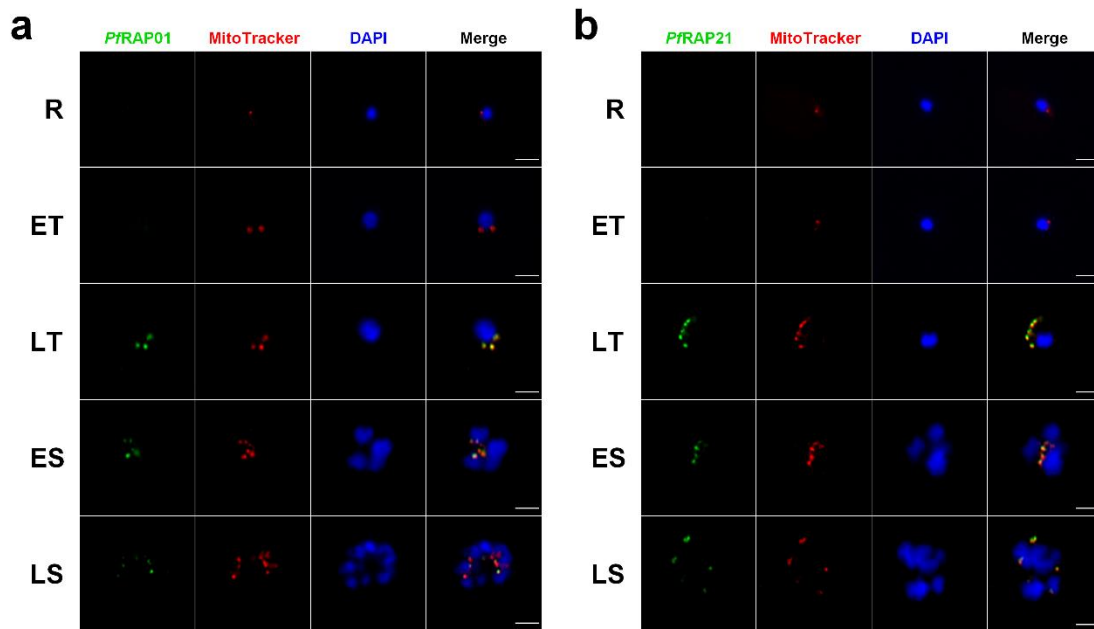 a
PfRAP01 MitoTracker DAPI Merge
R
ET
LT
ES
LS
b
PfRAP21 MitoTracker DAPI Merge
R
ET
LT
ES
LS